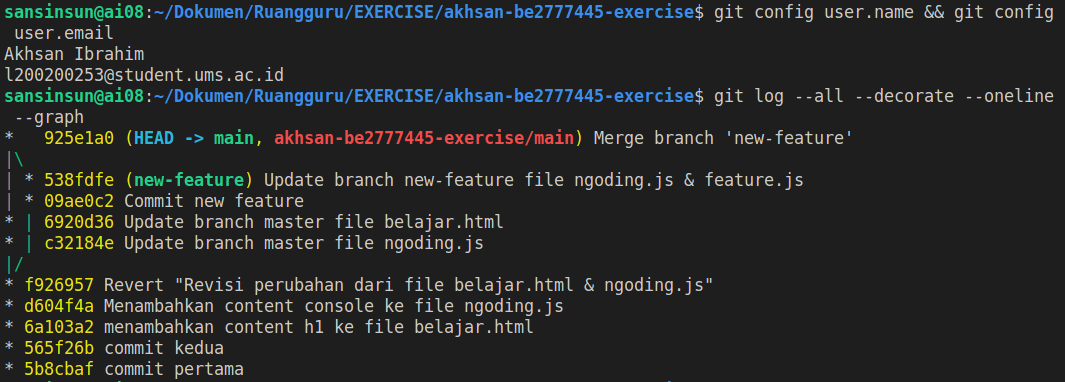 sansinsun@ai08:~/Dokumen/Ruangguru/EXERCISE/akhsan-be2777445-exercise$ git config user.name && git config
 user.email
Akhsan Ibrahim
l200200253@student.ums.ac.id
sansinsun@ai08:~/Dokumen/Ruangguru/EXERCISE/akhsan-be2777445-exercise$ git log --all --decorate --oneline
 --graph
*   925e1a0 (HEAD -> main, akhsan-be2777445-exercise/main) Merge branch 'new-feature'
|\
| * 538fdfe (new-feature) Update branch new-feature file ngoding.js & feature.js
| * 09ae0c2 Commit new feature
* | 6920d36 Update branch master file belajar.html
* | c32184e Update branch master file ngoding.js
|/
* f926957 Revert "Revisi perubahan dari file belajar.html & ngoding.js"
* d604f4a Menambahkan content console ke file ngoding.js
* 6a103a2 menambahkan content h1 ke file belajar.html
* 565f26b commit kedua
* 5b8cbaf commit pertama